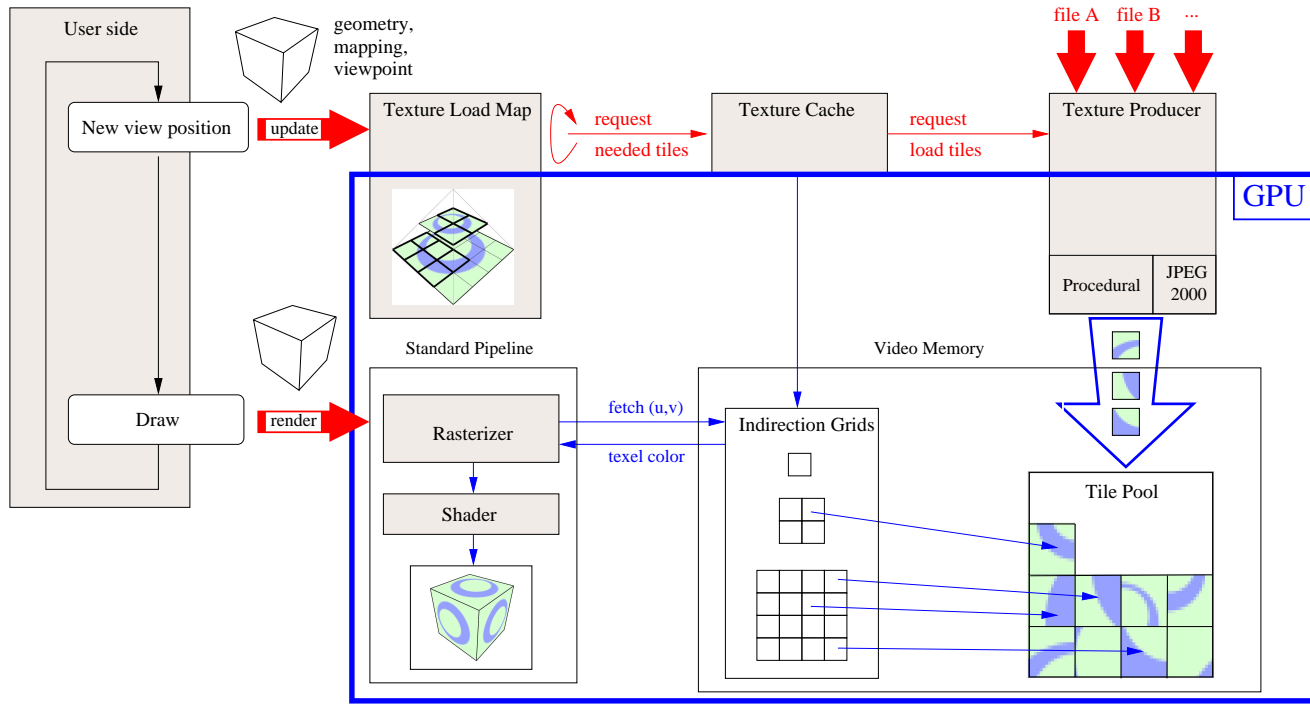 User side
geometry,
mapping,
viewpoint
file A
file B
...
New view position
update
Texture Load Map
request
needed tiles
Texture Cache
request
load tiles
Texture Producer
GPU
Procedural
JPEG
2000
Standard Pipeline
Video Memory
Draw
render
Rasterizer
fetch (u,v)
texel color
Indirection Grids
Shader
Tile Pool